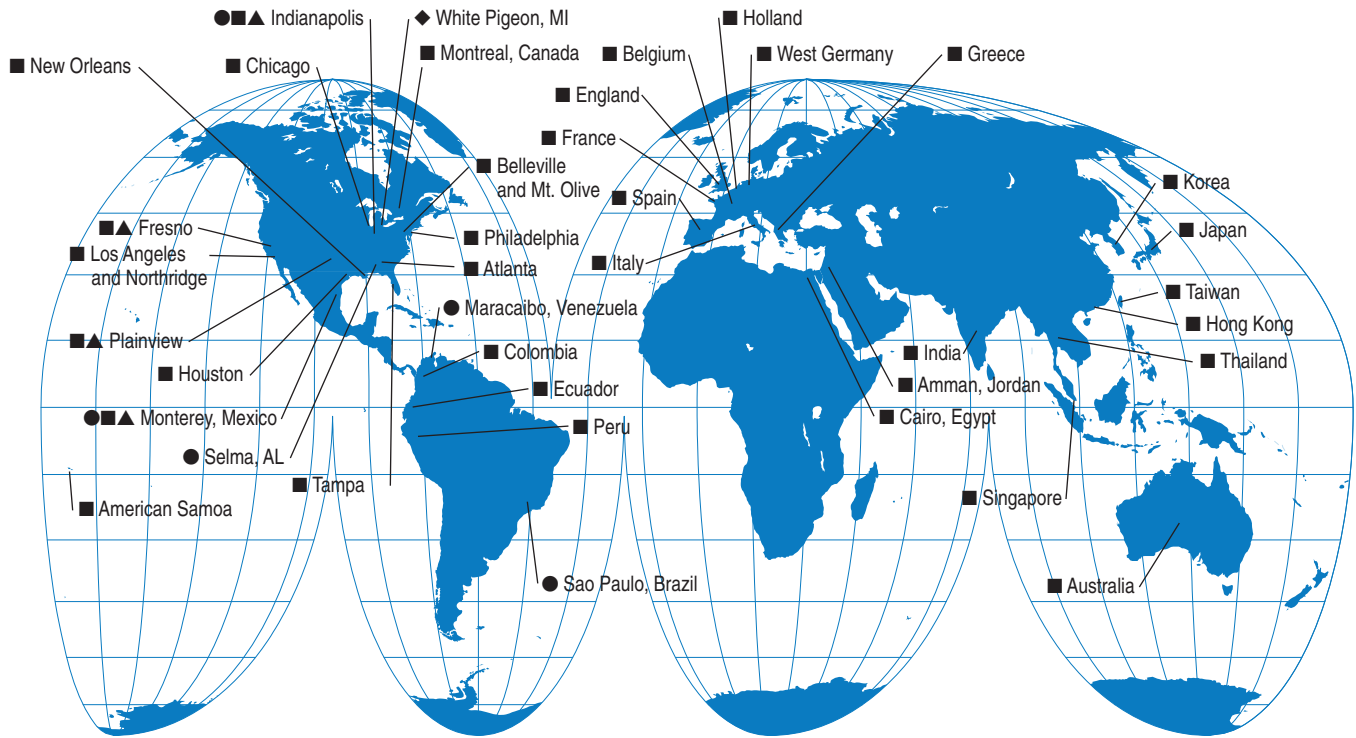 Indianapolis
White Pigeon, MI
Holland
New Orleans
Chicago
Montreal, Canada
Belgium
West Germany
Greece
England
France
Belleville
and Mt. Olive
Korea
Spain
Fresno
Philadelphia
Japan
Los Angeles
and Northridge
Atlanta
Italy
Taiwan
Maracaibo, Venezuela
Hong Kong
Plainview
Colombia
India
Thailand
Houston
Ecuador
Amman, Jordan
Monterey, Mexico
Peru
Cairo, Egypt
Selma, AL
Tampa
American Samoa
Singapore
Sao Paulo, Brazil
Australia